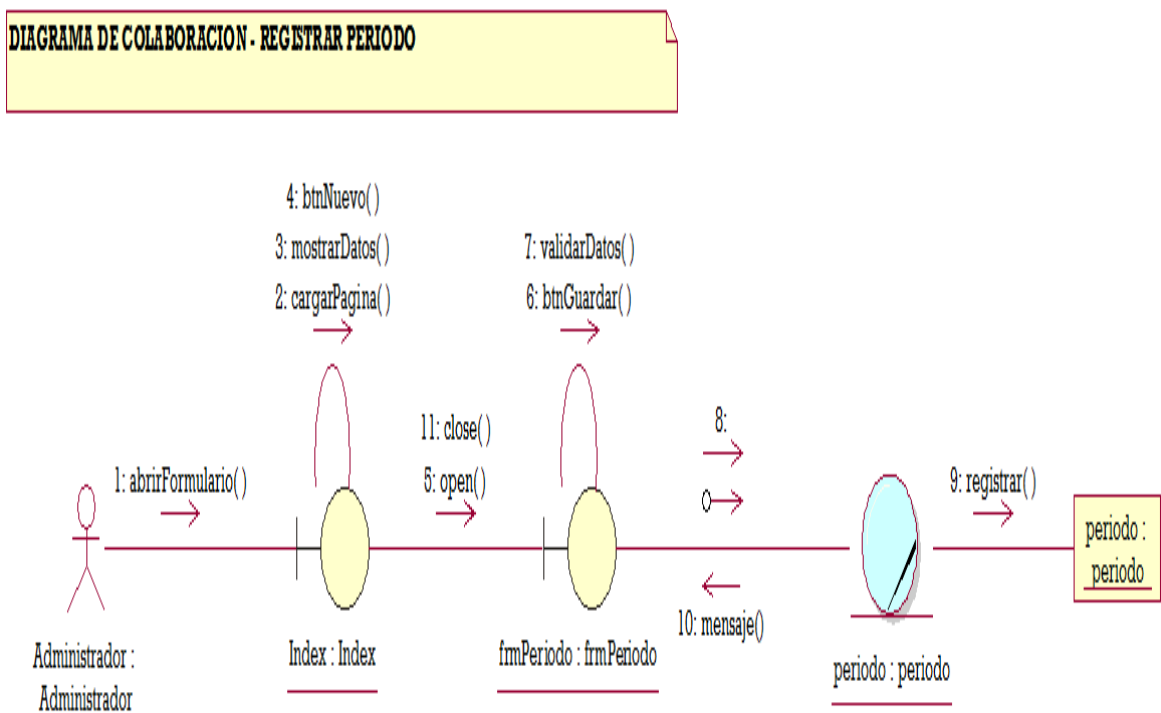 DIAGRAMA DE COLABORACION - REGISTRAR PERIODO
4: btnNuevo( )
3: mostrarDatos( )
2: cargarPagina( )
7: validarDatos( )
6: btnGuardar( )
1: abrirFormulario( )
11: close( )
5: open( )
8:
9: registrar( )
10: mensaje()
periodo :
periodo
Administrador :
Administrador
Index : Index
frmPeriodo : frmPeriodo
periodo : periodo